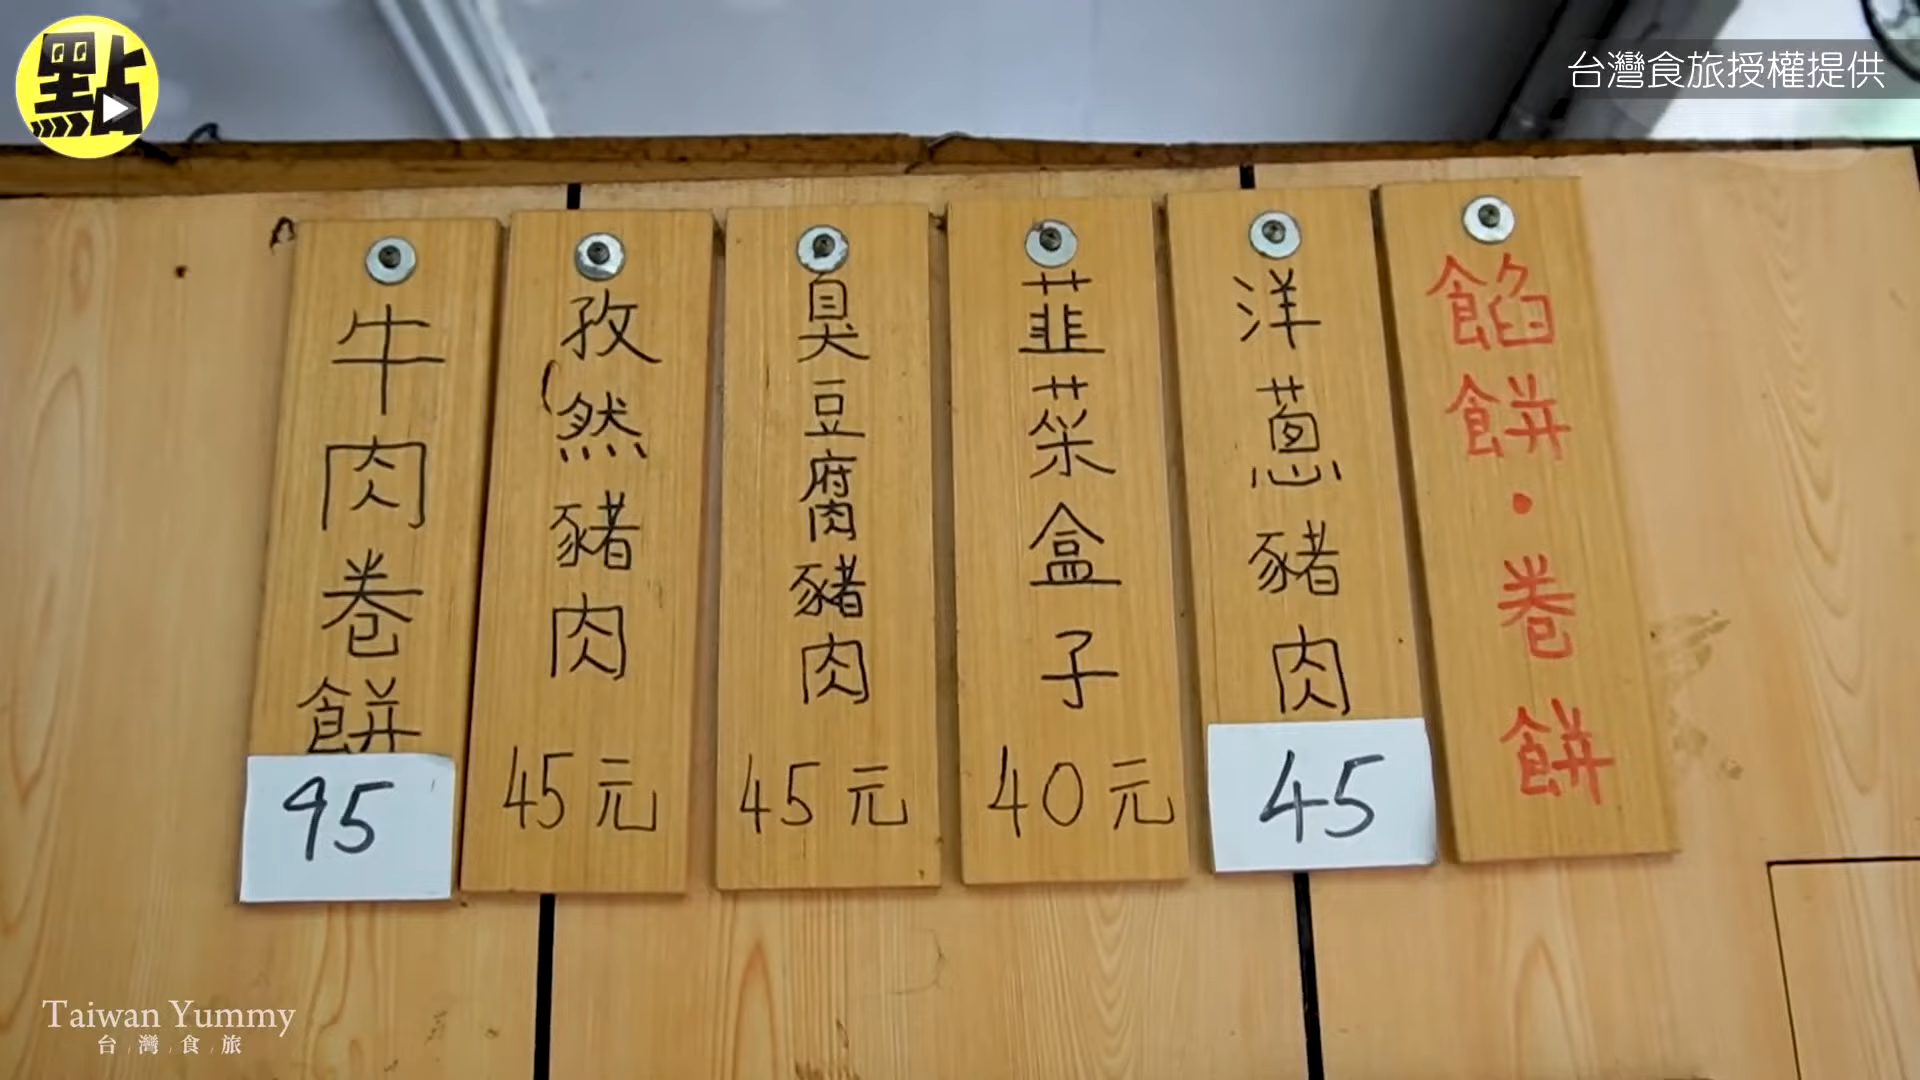 點
台灣食旅授權提供
餡餅·卷餅
洋蔥豬肉
45
韮菜盒子
40元
臭豆腐豬肉
45元
孜然豬肉
45元
牛肉卷餅
95
Taiwan Yummy
台灣食旅